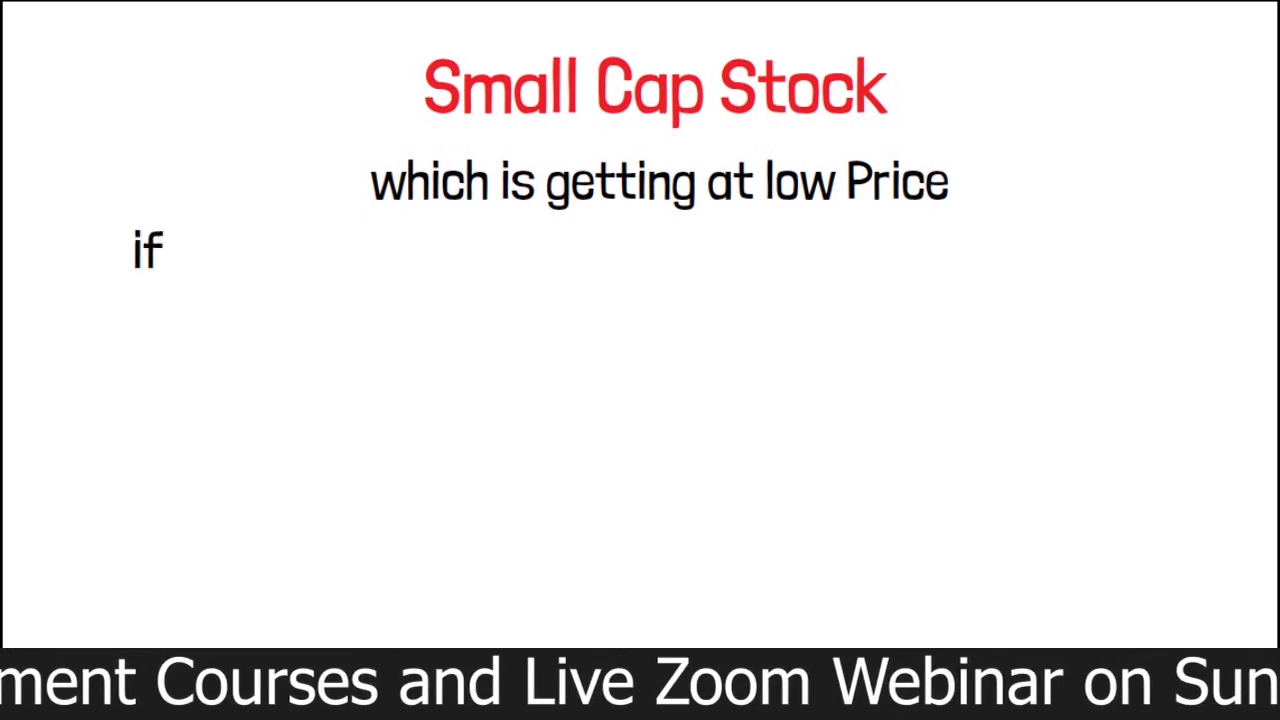 Small Cap Stock
which is getting at low Price
if
ment Courses and Live Zoom Webinar on Sun